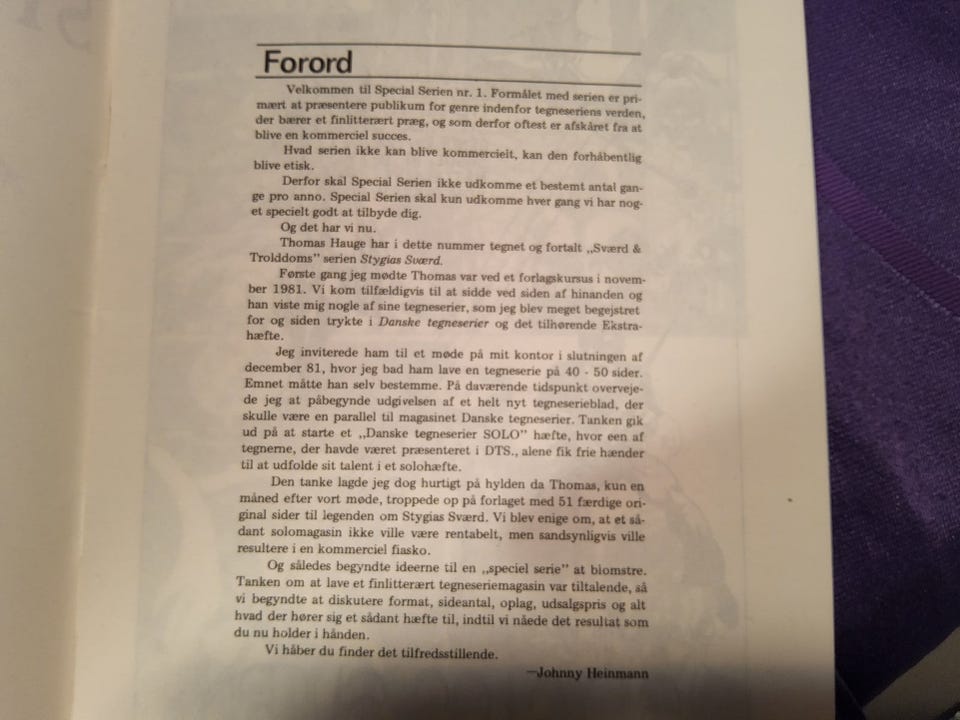 Forord
Velkommen til Special Serien nr. 1. Formålet med serien er pri-
mært at præsentere publikum for genre indenfor tegneseriens verden,
der bærer et finlitterært præg, og som derfor oftest er afskåret fra at
blive en kommerciel succes.
Hvad serien ikke kan blive kommercielt, kan den forhåbentlig
blive etisk.
Derfor skal Special Serien ikke udkomme et bestemt antal gan-
ge pro anno. Special Serien skal kun udkomme hver gang vi har nog-
et specielt godt at tilbyde dig.
Og det har vi nu.
Thomas Hauge har i dette nummer tegnet og fortalt „Sværd &
Trolddoms” serien Stygias Sværd.
Første gang jeg mødte Thomas var ved et forlagskursus i novem-
ber 1981. Vi kom tilfældigvis til at sidde ved siden af hinanden og
han viste mig nogle af sine tegneserier, som jeg blev meget begejstret
for og siden trykte i Danske tegneserier og det tilhørende Ekstra-
hæfte.
Jeg inviterede ham til et møde på mit kontor i slutningen af
december 81, hvor jeg bad ham lave en tegneserie på 40 - 50 sider.
Emnet måtte han selv bestemme. På daværende tidspunkt overveje-
de jeg at påbegynde udgivelsen af et helt nyt tegneserieblad, der
skulle være en parallel til magasinet Danske tegneserier. Tanken gik
ud på at starte et „Danske tegneserier SOLO” hæfte, hvor een af
tegnerne, der havde været præsenteret i DTS., alene fik frie hænder
til at udfolde sit talent i et solohæfte.
Den tanke lagde jeg dog hurtigt på hylden da Thomas, kun en
måned efter vort møde, troppede op på forlaget med 51 færdige ori-
ginal sider til legenden om Stygias Sværd. Vi blev enige om, at et så-
dant solomagasin ikke ville være rentabelt, men sandsynligvis ville
resultere i en kommerciel fiasko.
Og således begyndte ideerne til en „speciel serie” at blomstre.
Tanken om at lave et finlitterært tegneseriemagasin var tiltalende, så
vi begyndte at diskutere format, sideantal, oplag, udsalgspris og alt
hvad der hører sig et sådant hæfte til, indtil vi nåede det resultat som
du nu holder i hånden.
Vi håber du finder det tilfredsstillende.
—Johnny Heinmann